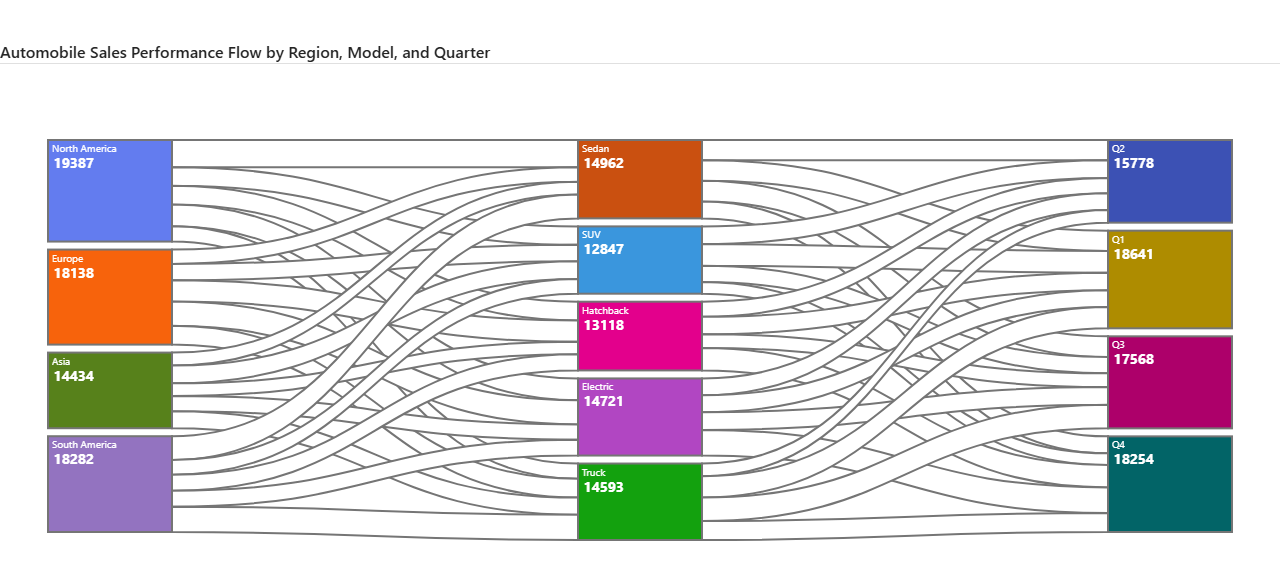 Automobile Sales Performance Flow by Region, Model, and Quarter
North America
19387
Europe
18138
Asia
14434
South America
18282
Sedan
14962
SUV
12847
Hatchback
13118
Electric
14721
Truck
14593
Q2
15778
Q1
18641
Q3
17568
Q4
18254